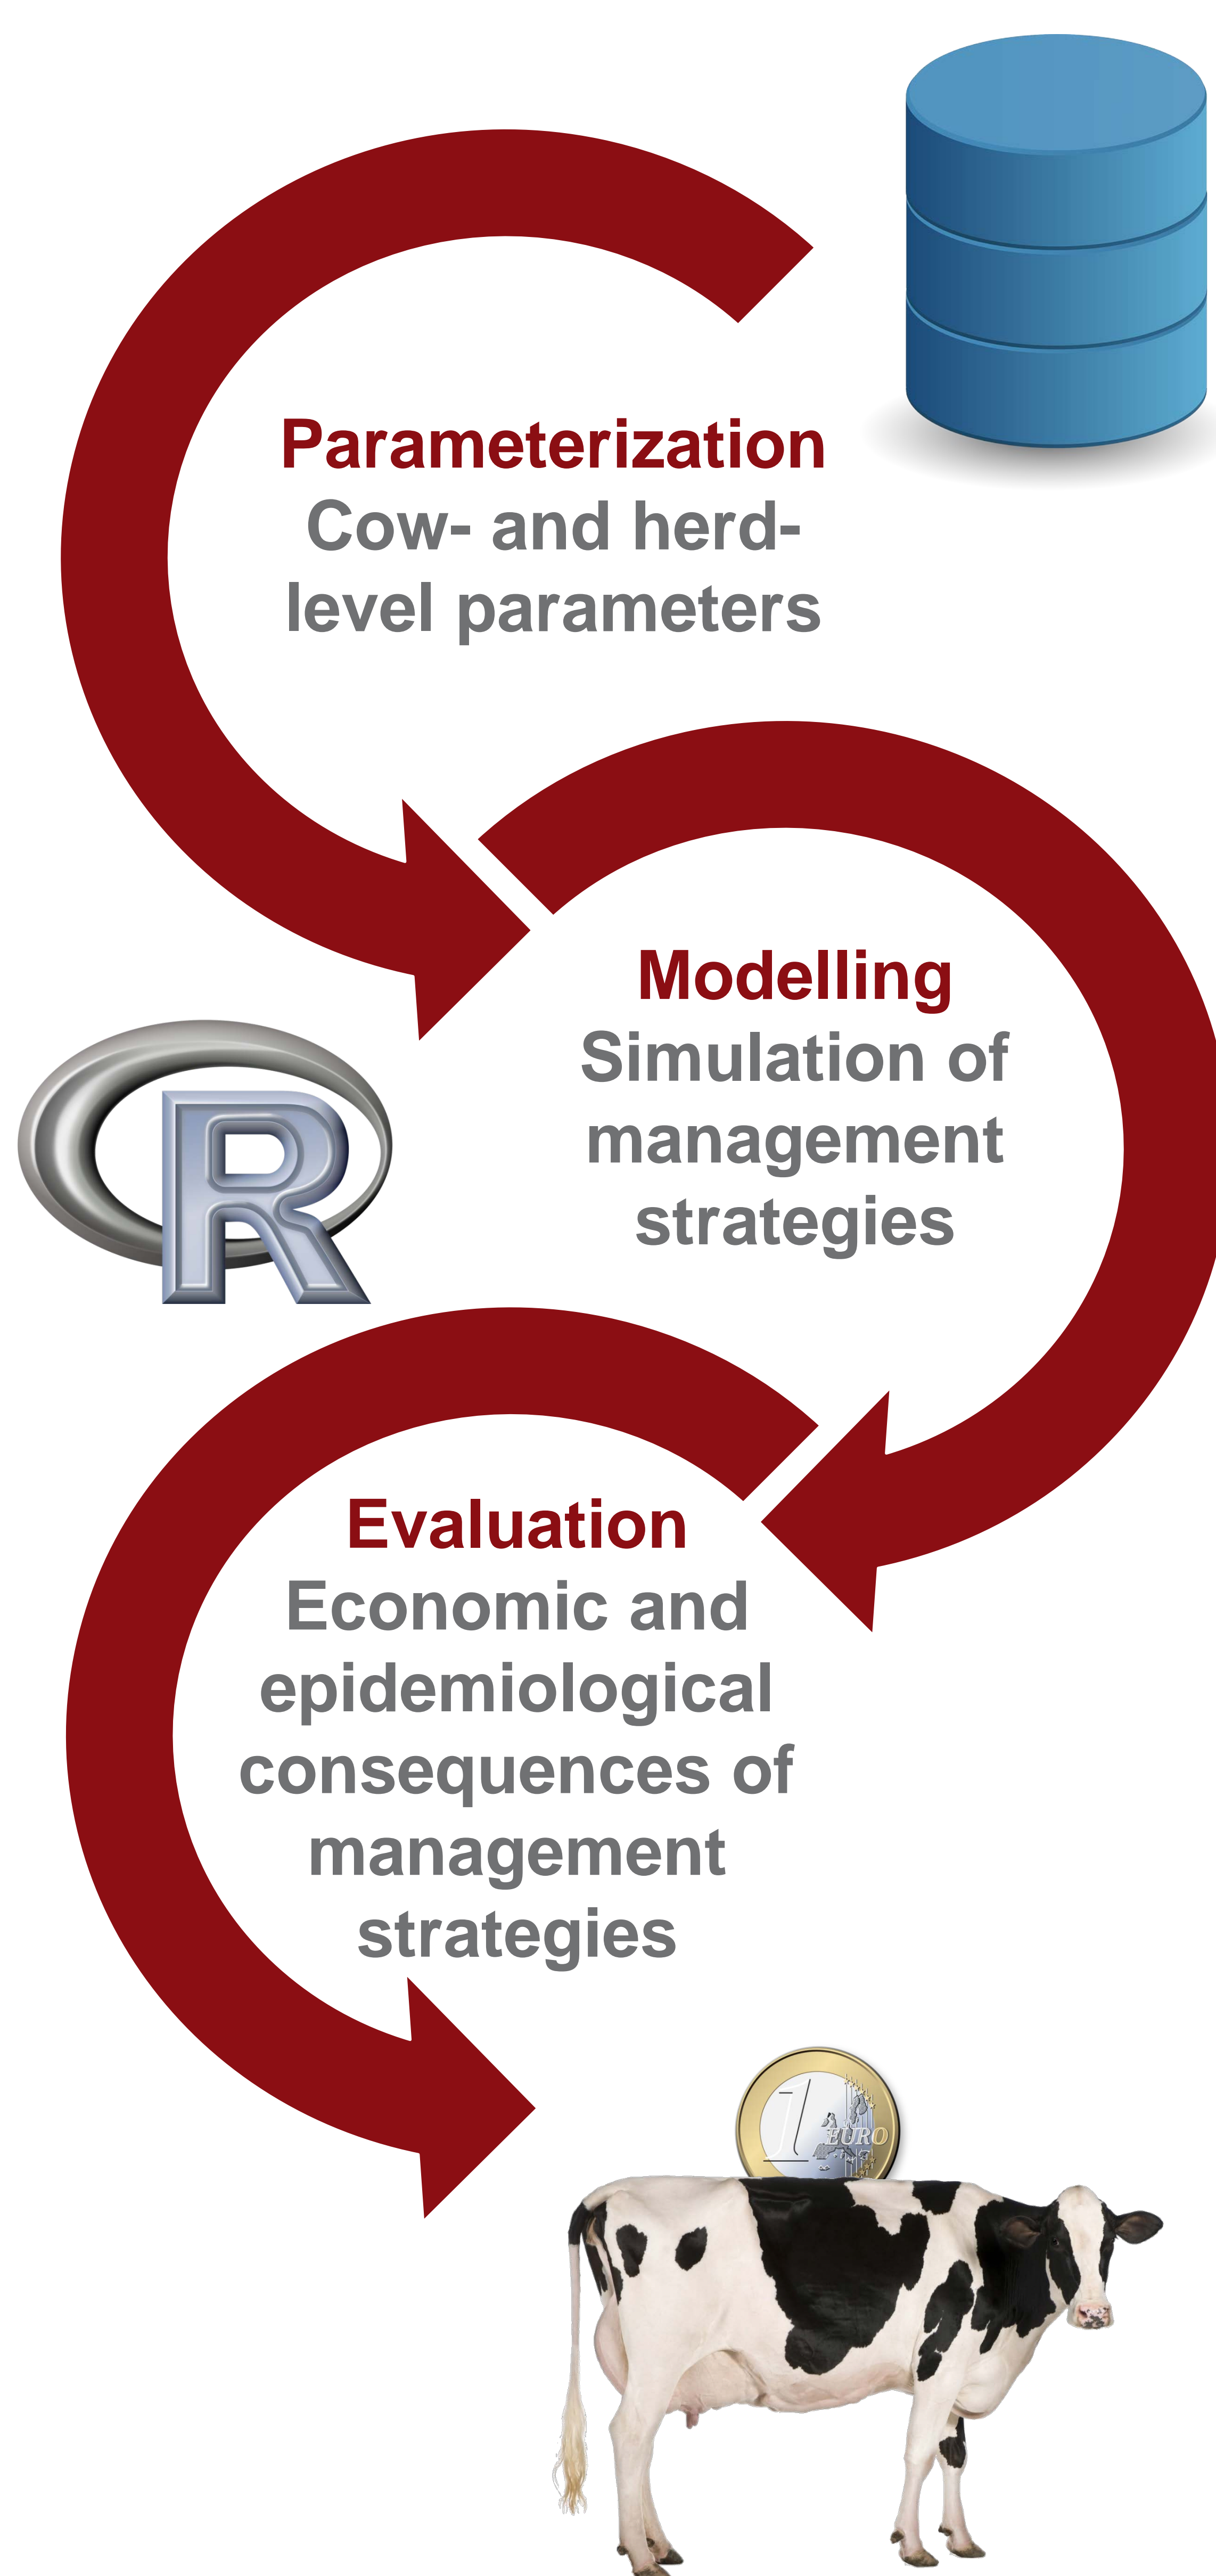 Parameterization
Cow- and herd-
level parameters
Modelling
Simulation of
management
strategies
R
Evaluation
Economic and
epidemiological
consequences of
management
strategies
1
EURO